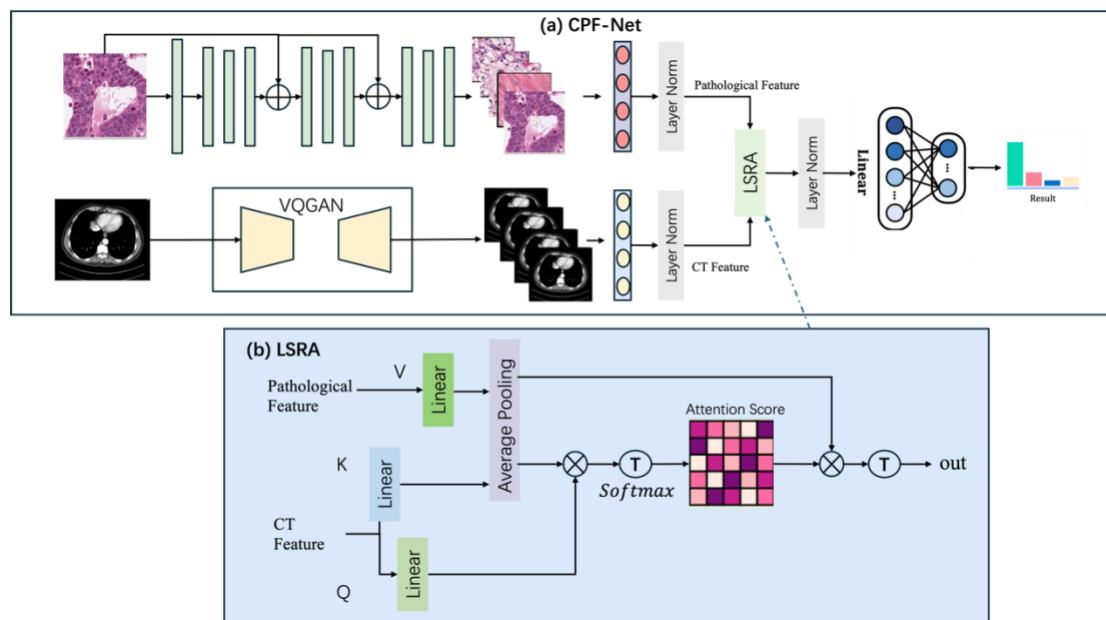 (a) CPF-Net
Layer Norm
Pathological Feature
VQGAN
LSRA
Layer Norm
Linear
...
...
Result
Layer Norm
CT Feature
(b) LSRA
Pathological
Feature
V
Linear
Average Pooling
K
Linear
T
Softmax
Attention Score
T
out
CT
Feature
Linear
Q